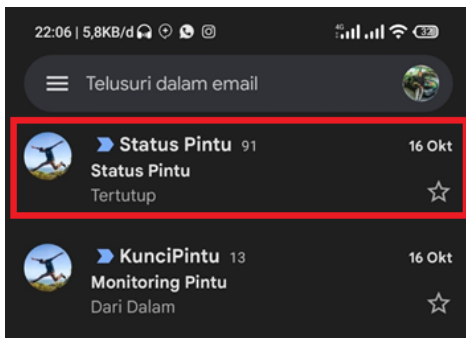 22:06 | 5,8KB/d
4G
32
Telusuri dalam email
Status Pintu 91 16 Okt
Status Pintu
Tertutup
KunciPintu 13 16 Okt
Monitoring Pintu
Dari Dalam